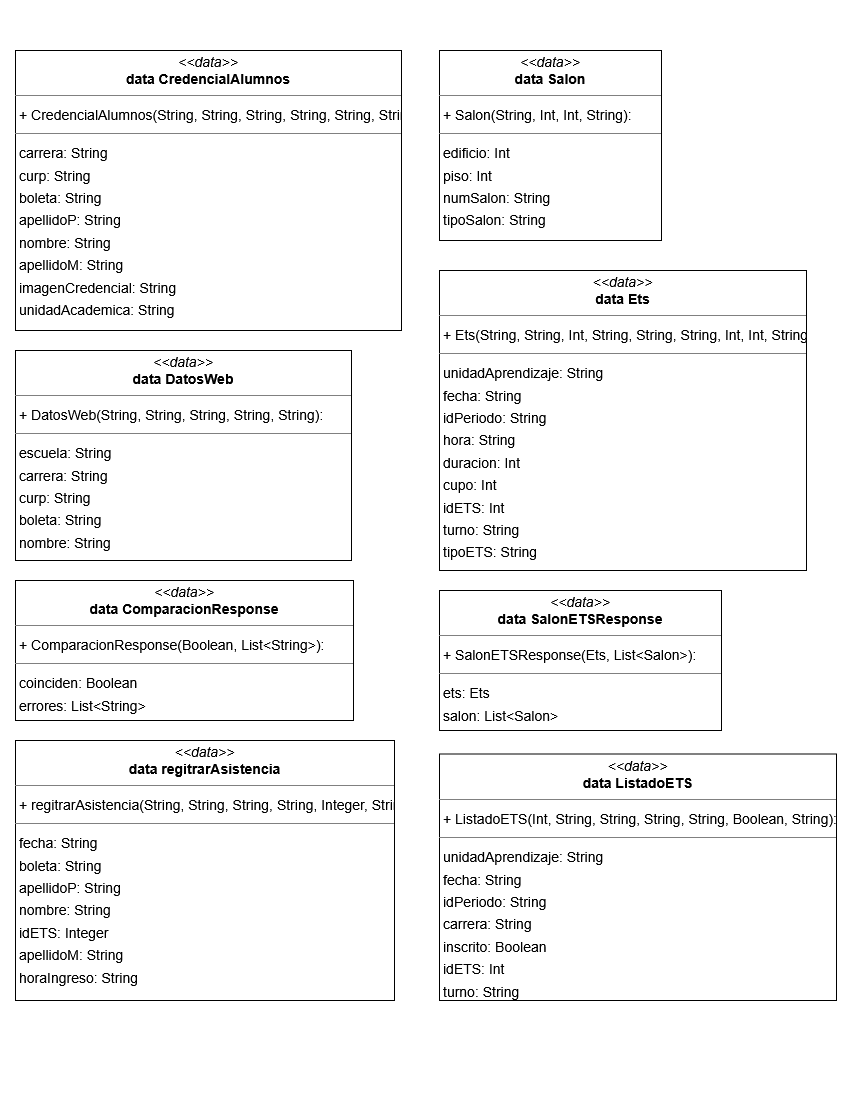 <<data>>
data CredencialAlumnos
+ CredencialAlumnos(String, String, String, String, String, Stri
carrera: String
curp: String
boleta: String
apellidoP: String
nombre: String
apellidoM: String
imagenCredencial: String
unidadAcademica: String
<<data>>
data DatosWeb
+ DatosWeb(String, String, String, String, String):
escuela: String
carrera: String
curp: String
boleta: String
nombre: String
<<data>>
data ComparacionResponse
+ ComparacionResponse(Boolean, List<String>):
coinciden: Boolean
errores: List<String>
<<data>>
data regitrarAsistencia
+ regitrarAsistencia(String, String, String, String, Integer, Stri
fecha: String
boleta: String
apellidoP: String
nombre: String
idETS: Integer
apellidoM: String
horaIngreso: String
<<data>>
data Salon
+ Salon(String, Int, Int, String):
edificio: Int
piso: Int
numSalon: String
tipoSalon: String
<<data>>
data Ets
+ Ets(String, String, Int, String, String, String, Int, Int, String
unidadAprendizaje: String
fecha: String
idPeriodo: String
hora: String
duracion: Int
cupo: Int
idETS: Int
turno: String
tipoETS: String
<<data>>
data SalonETSResponse
+ SalonETSResponse(Ets, List<Salon>):
ets: Ets
salon: List<Salon>
<<data>>
data ListadoETS
+ ListadoETS(Int, String, String, String, String, Boolean, String):
unidadAprendizaje: String
fecha: String
idPeriodo: String
carrera: String
inscrito: Boolean
idETS: Int
turno: String